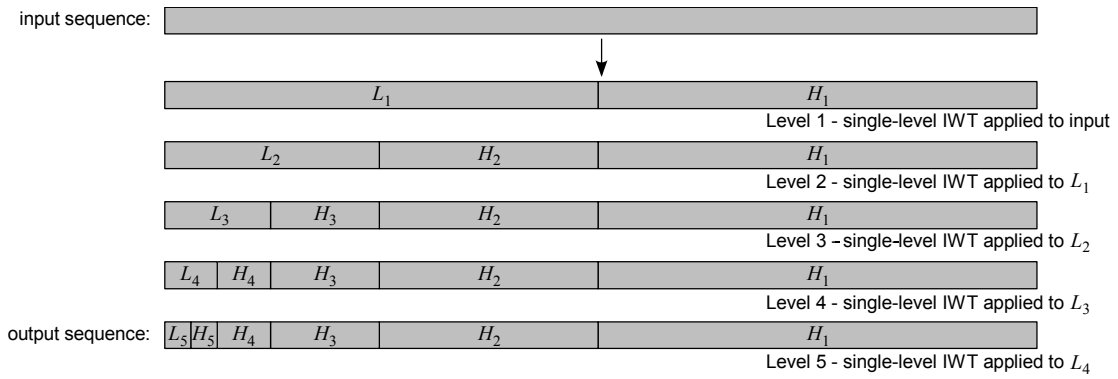 input sequence:
L₁ H₁
Level 1 - single-level IWT applied to input
L₂ H₂ H₁
Level 2 - single-level IWT applied to L₁
L₃ H₃ H₂ H₁
Level 3 - single-level IWT applied to L₂
L₄ H₄ H₃ H₂ H₁
Level 4 - single-level IWT applied to L₃
output sequence: L₅ H₅ H₄ H₃ H₂ H₁
Level 5 - single-level IWT applied to L₄